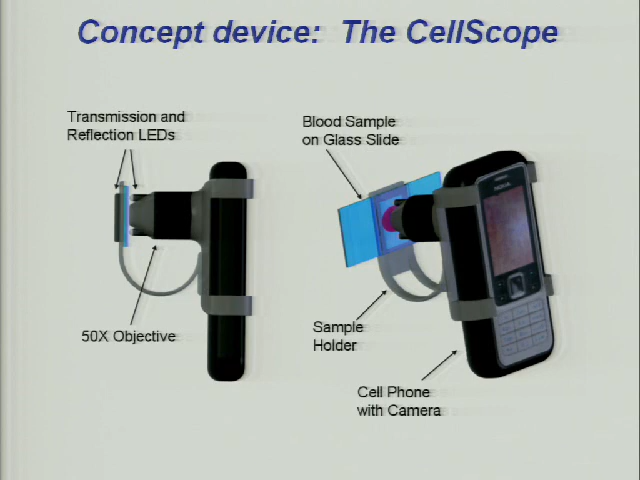 Concept device: The CellScope
Transmission and
Reflection LEDs
Blood Sample
on Glass Slide
NOKIA
50X Objective
Sample
Holder
Cell Phone
with Camera